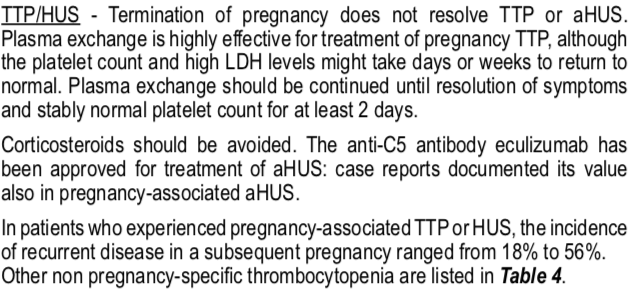 TTP/HUS - Termination of pregnancy does not resolve TTP or aHUS.
Plasma exchange is highly effective for treatment of pregnancy TTP, although
the platelet count and high LDH levels might take days or weeks to return to
normal. Plasma exchange should be continued until resolution of symptoms
and stably normal platelet count for at least 2 days.
Corticosteroids should be avoided. The anti-C5 antibody eculizumab has
been approved for treatment of aHUS: case reports documented its value
also in pregnancy-associated aHUS.
In patients who experienced pregnancy-associated TTP or HUS, the incidence
of recurrent disease in a subsequent pregnancy ranged from 18% to 56%.
Other non pregnancy-specific thrombocytopenia are listed in Table 4.